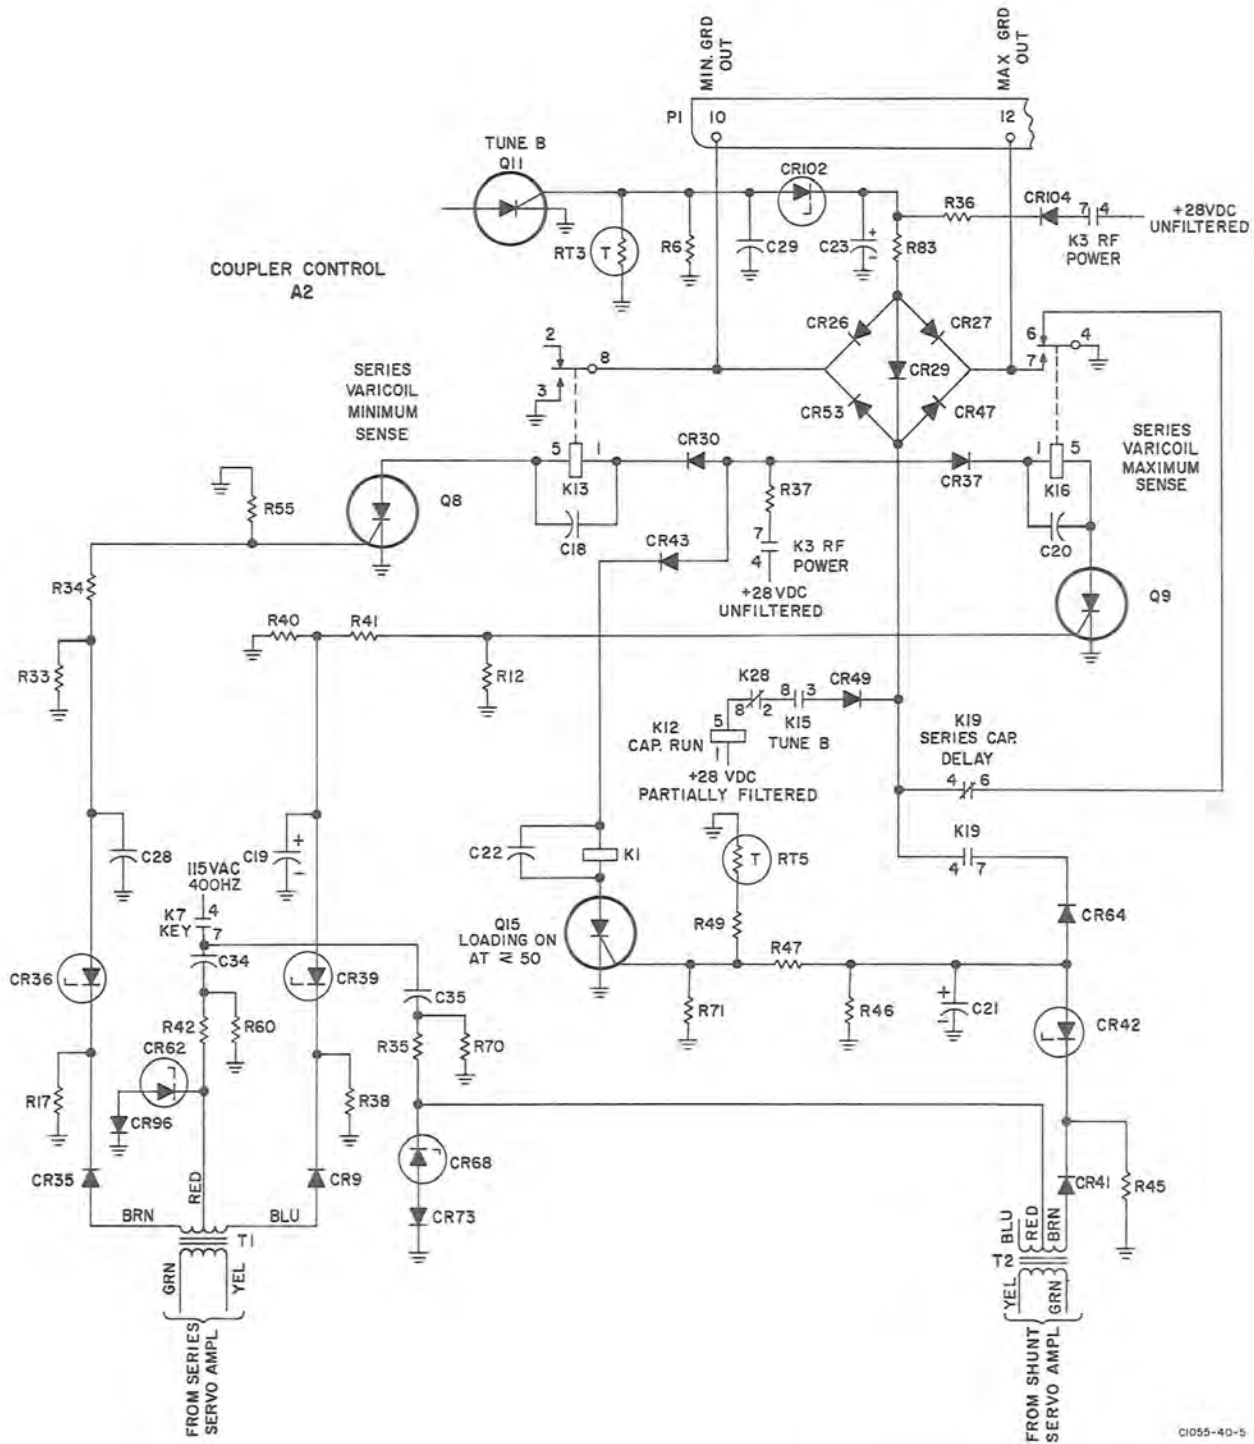 MIN. GRD
OUT
MAX GRD
OUT
P1
10
12
TUNE B
Q11
CR102
R36
CR104
7
4
+28VDC
UNFILTERED
K3 RF
POWER
RT3
T
R6
C29
C23
+
-
R83
COUPLER CONTROL
A2
CR26
CR27
CR29
CR53
CR47
2
8
3
6
4
7
SERIES
VARICOIL
MINIMUM
SENSE
SERIES
VARICOIL
MAXIMUM
SENSE
5
1
K13
C18
CR30
CR37
1
5
K16
C20
Q8
R55
R37
CR43
7
4
K3 RF
POWER
+28 VDC
UNFILTERED
Q9
R34
R33
R40
R41
R12
K28
8
2
8
3
K15
TUNE B
CR49
K12
CAP. RUN
5
1
+28 VDC
PARTIALLY FILTERED
K19
SERIES CAP.
DELAY
4
6
K19
4
7
C28
C19
+
-
115VAC
400HZ
K7
KEY
4
7
C34
C22
K1
RT5
T
R49
CR64
Q15
LOADING ON
AT ≷ 50
R47
R71
R46
C21
+
-
CR42
CR36
CR39
C35
R42
R60
R35
R70
CR62
R17
CR96
R38
CR68
CR73
CR35
CR9
BRN
RED
BLU
T1
GRN
YEL
FROM SERIES
SERVO AMPL
CR41
R45
BLU
RED
BRN
T2
YEL
GRN
FROM SHUNT
SERVO AMPL
C1055-40-5